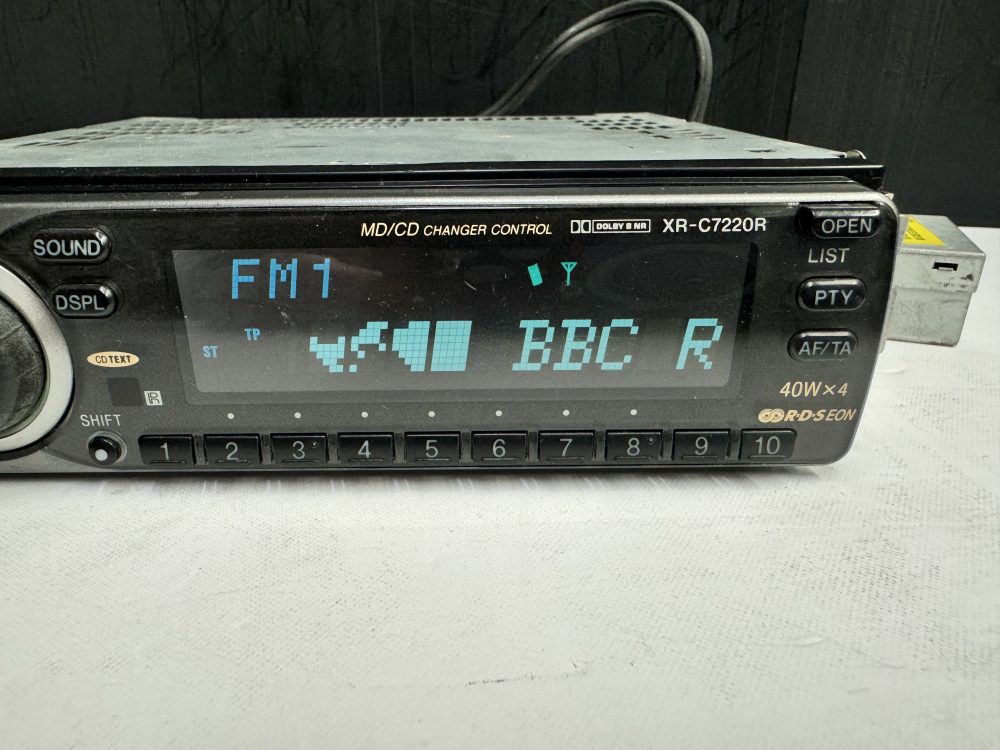 MD/CD CHANGER CONTROL DOLBY B NR XR-C7220R
OPEN
SOUND
LIST
FM1
DSPL
PTY
TP
ST
BBC R
AF/TA
CD TEXT
40W×4
R·D·S EON
SHIFT
1 2 3 4 5 6 7 8 9 10